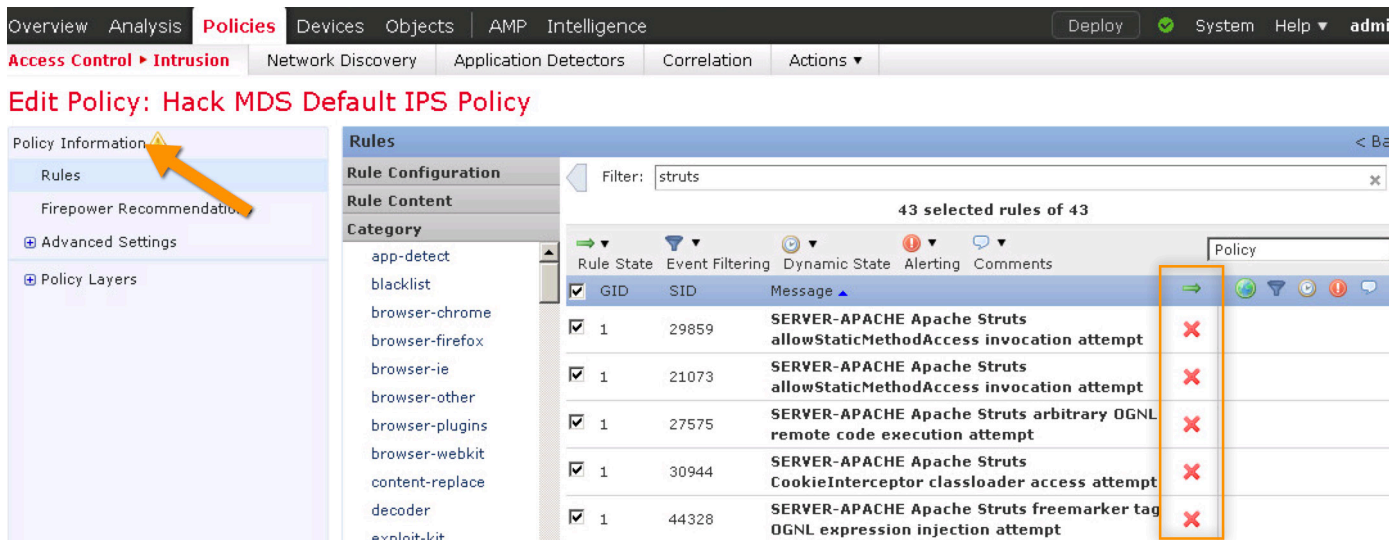 Overview Analysis Policies Devices Objects AMP Intelligence Deploy System Help ▼
Access Control ▸ Intrusion Network Discovery Application Detectors Correlation Actions ▼
Edit Policy: Hack MDS Default IPS Policy
Policy Information
Rules
Firepower Recommendations
Advanced Settings
Policy Layers
Rules
Rule Configuration
Rule Content
Category
app-detect
blacklist
browser-chrome
browser-firefox
browser-ie
browser-other
browser-plugins
browser-webkit
content-replace
decoder
exploit-kit
Filter: struts
43 selected rules of 43
Rule State Event Filtering Dynamic State Alerting Comments
Policy
GID SID Message
1 29859 SERVER-APACHE Apache Struts
allowStaticMethodAccess invocation attempt
1 21073 SERVER-APACHE Apache Struts
allowStaticMethodAccess invocation attempt
1 27575 SERVER-APACHE Apache Struts arbitrary OGNL
remote code execution attempt
1 30944 SERVER-APACHE Apache Struts
CookieInterceptor classloader access attempt
1 44328 SERVER-APACHE Apache Struts freemarker tag
OGNL expression injection attempt